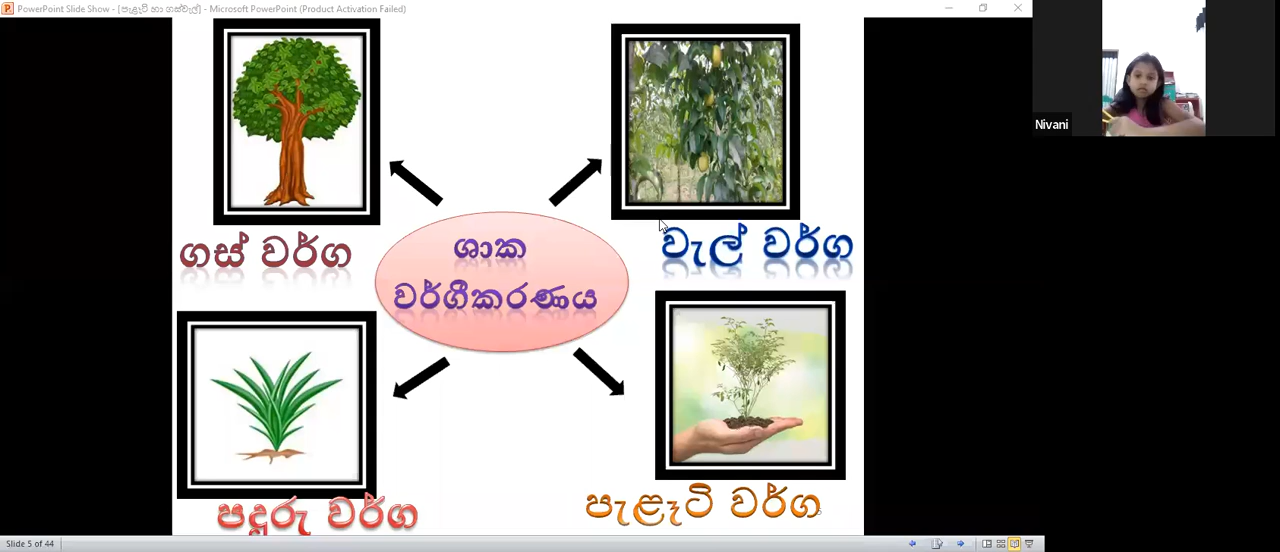 PowerPoint Slide Show - [පැළෑටි හා ගස්වැල්] - Microsoft PowerPoint (Product Activation Failed)
Nivani
ගස් වර්ග
වැල් වර්ග
ශාක
වර්ගීකරණය
පඳුරු වර්ග
පැළෑටි වර්ග
Slide 5 of 44